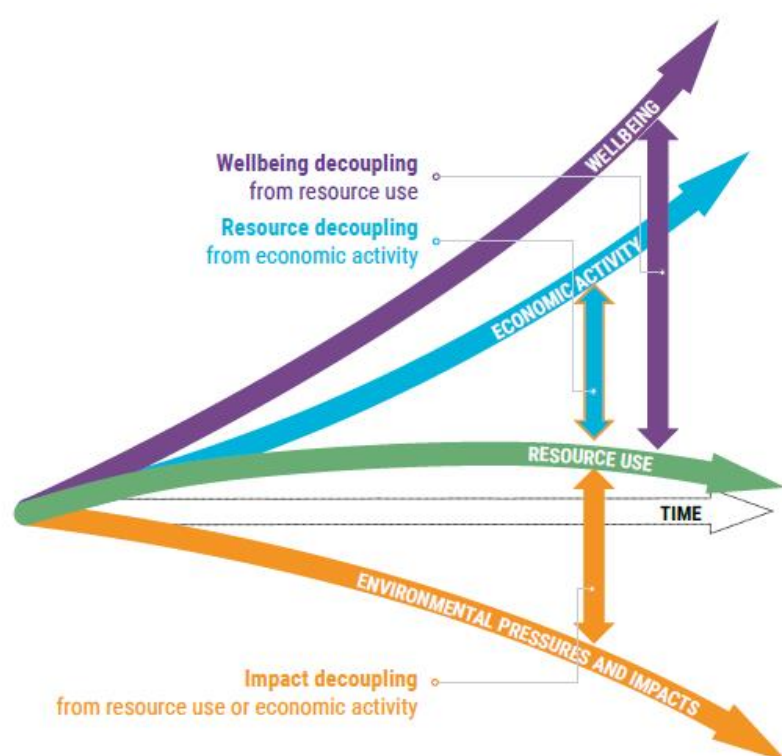 WELLBEING
Wellbeing decoupling
from resource use
Resource decoupling
from economic activity
ECONOMIC ACTIVITY
RESOURCE USE
TIME
ENVIRONMENTAL PRESSURES AND IMPACTS
Impact decoupling
from resource use or economic activity